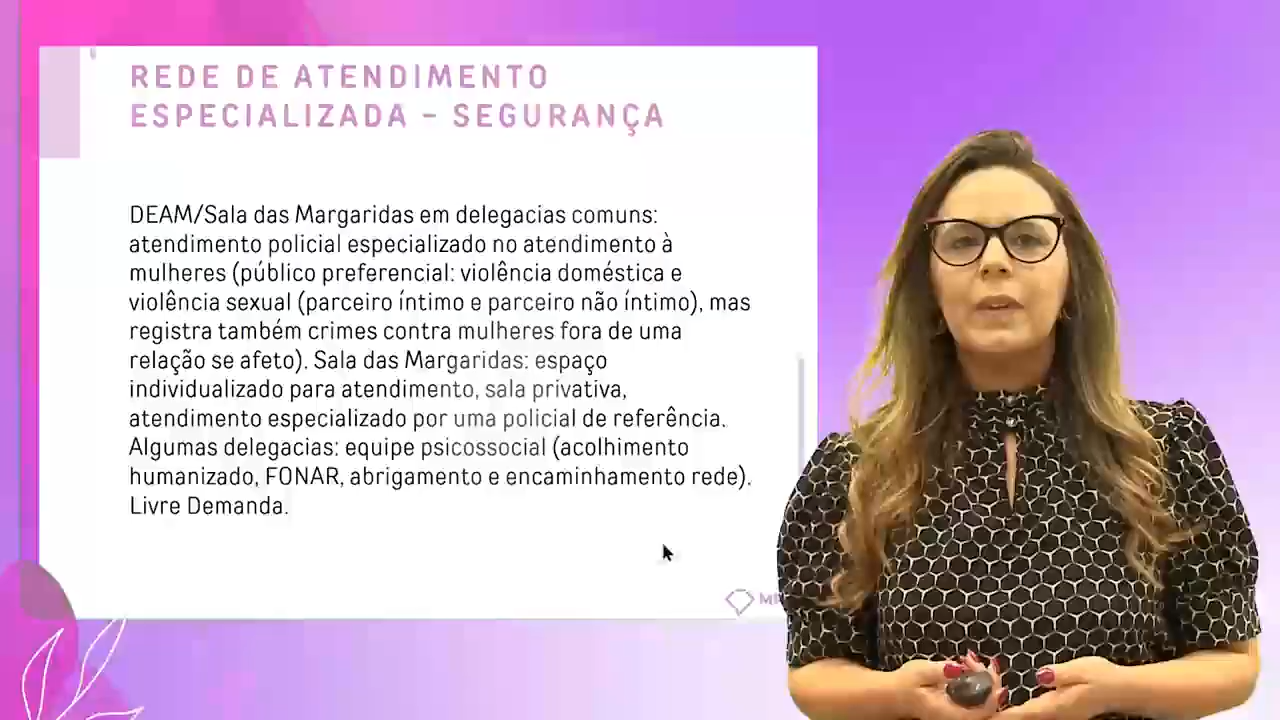 REDE DE ATENDIMENTO
ESPECIALIZADA – SEGURANÇA
DEAM/Sala das Margaridas em delegacias comuns:
atendimento policial especializado no atendimento à
mulheres (público preferencial: violência doméstica e
violência sexual (parceiro íntimo e parceiro não íntimo), mas
registra também crimes contra mulheres fora de uma
relação se afeto). Sala das Margaridas: espaço
individualizado para atendimento, sala privativa,
atendimento especializado por uma policial de referência.
Algumas delegacias: equipe psicossocial (acolhimento
humanizado, FONAR, abrigamento e encaminhamento rede).
Livre Demanda.